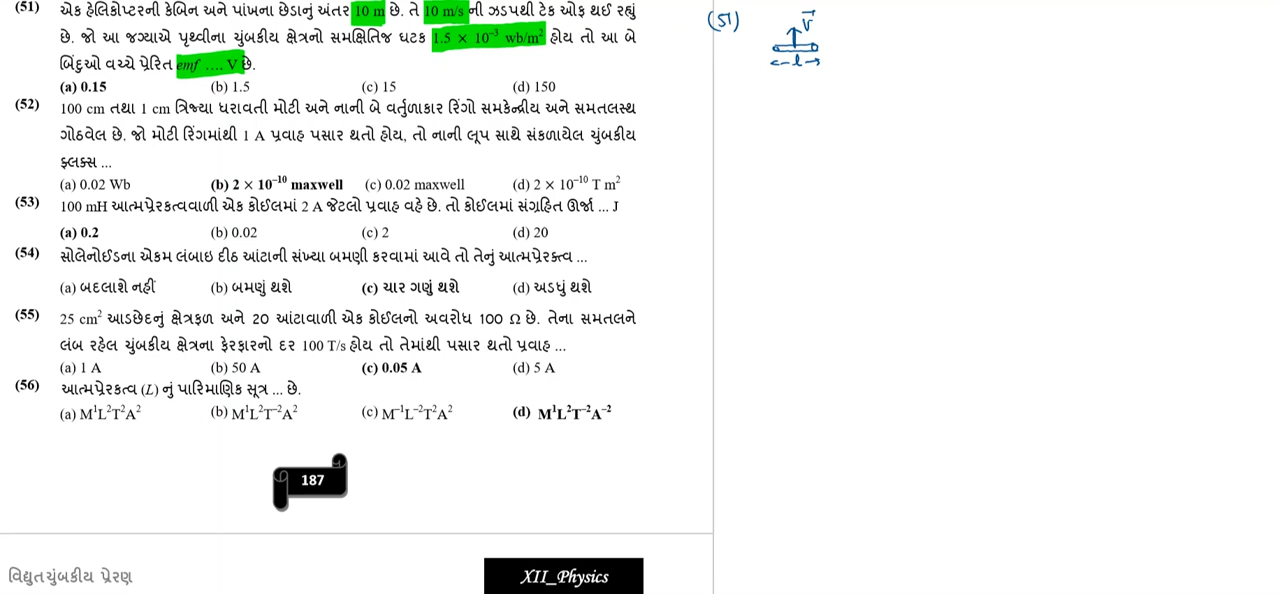 (51) એક હેલિકોપ્ટરની કેબિન અને પાંખના છેડાનું અંતર 10 m છે. તે 10 m/s ની ઝડપથી ટેક ઓફ થઈ રહ્યું
છે. જો આ જગ્યાએ પૃથ્વીના ચુંબકીય ક્ષેત્રનો સમક્ષિતિજ ઘટક 1.5 × 10⁻³ wb/m² હોય તો આ બે
બિંદુઓ વચ્ચે પ્રેરિત emf .... V છે.
(a) 0.15 (b) 1.5 (c) 15 (d) 150
(52) 100 cm તથા 1 cm ત્રિજ્યા ધરાવતી મોટી અને નાની બે વર્તુળાકાર રિંગો સમકેન્દ્રીય અને સમતલસ્થ
ગોઠવેલ છે. જો મોટી રિંગમાંથી 1 A પ્રવાહ પસાર થતો હોય, તો નાની લૂપ સાથે સંકળાયેલ ચુંબકીય
ફ્લક્સ ...
(a) 0.02 Wb (b) 2 × 10⁻¹⁰ maxwell (c) 0.02 maxwell (d) 2 × 10⁻¹⁰ T m²
(53) 100 mH આત્મપ્રેરકત્વવાળી એક કોઈલમાં 2 A જેટલો પ્રવાહ વહે છે. તો કોઈલમાં સંગ્રહિત ઊર્જા ... J
(a) 0.2 (b) 0.02 (c) 2 (d) 20
(54) સોલેનોઈડના એકમ લંબાઇ દીઠ આંટાની સંખ્યા બમણી કરવામાં આવે તો તેનું આત્મપ્રેરક્ત્વ ...
(a) બદલાશે નહીં (b) બમણું થશે (c) ચાર ગણું થશે (d) અડધું થશે
(55) 25 cm² આડછેદનું ક્ષેત્રફળ અને 20 આંટાવાળી એક કોઈલનો અવરોધ 100 Ω છે. તેના સમતલને
લંબ રહેલ ચુંબકીય ક્ષેત્રના ફેરફારનો દર 100 T/s હોય તો તેમાંથી પસાર થતો પ્રવાહ ...
(a) 1 A (b) 50 A (c) 0.05 A (d) 5 A
(56) આત્મપ્રેરકત્વ (L) નું પારિમાણિક સૂત્ર ... છે.
(a) M¹L²T²A² (b) M¹L²T⁻²A² (c) M⁻¹L⁻²T²A² (d) M¹L²T⁻²A⁻²
187
વિદ્યુતચુંબકીય પ્રેરણ XII_Physics
(51) v⃗
l